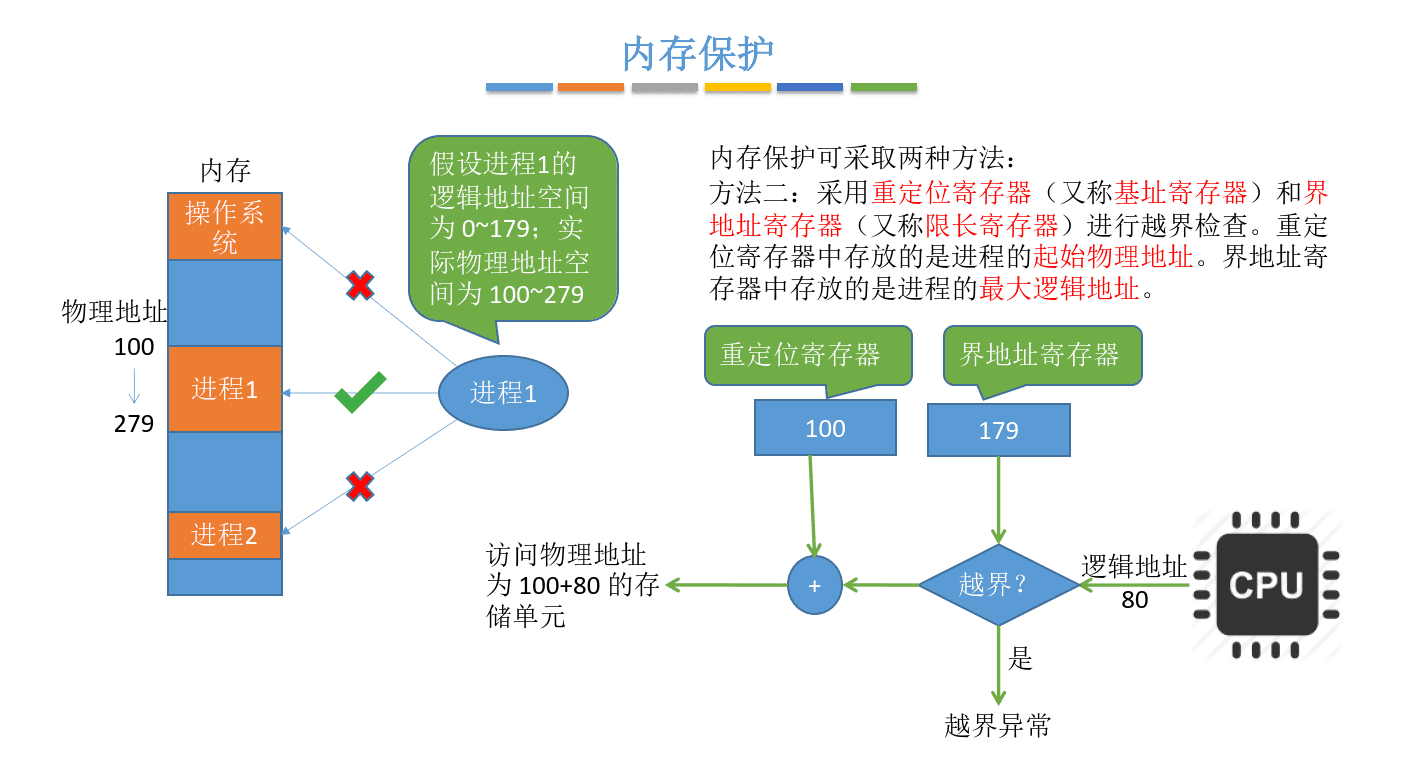 内存保护
内存
操作系
统
物理地址
100
279
进程1
进程2
假设进程1的
逻辑地址空间
为 0~179；实
际物理地址空
间为 100~279
进程1
内存保护可采取两种方法：
方法二：采用重定位寄存器（又称基址寄存器）和界
地址寄存器（又称限长寄存器）进行越界检查。重定
位寄存器中存放的是进程的起始物理地址。界地址寄
存器中存放的是进程的最大逻辑地址。
重定位寄存器
界地址寄存器
100
179
访问物理地址
为 100+80 的存
储单元
+
越界？
逻辑地址
80
CPU
是
越界异常